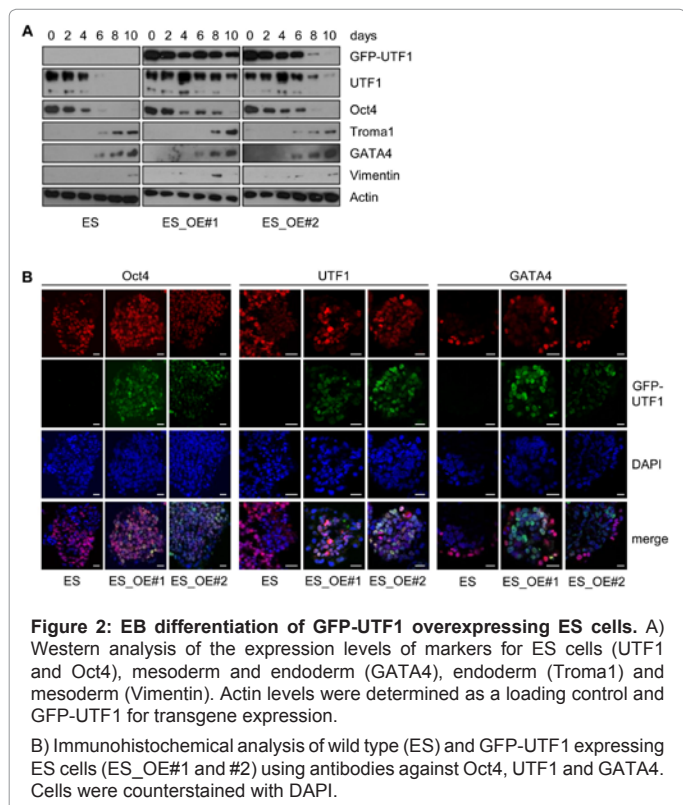 A
0 2 4 6 8 10 0 2 4 6 8 10 0 2 4 6 8 10 days
GFP-UTF1
UTF1
Oct4
Troma1
GATA4
Vimentin
Actin
ES ES_OE#1 ES_OE#2
B
Oct4 UTF1 GATA4
GFP-
UTF1
DAPI
merge
ES ES_OE#1 ES_OE#2 ES ES_OE#1 ES_OE#2 ES ES_OE#1 ES_OE#2
Figure 2: EB differentiation of GFP-UTF1 overexpressing ES cells. A)
Western analysis of the expression levels of markers for ES cells (UTF1
and Oct4), mesoderm and endoderm (GATA4), endoderm (Troma1) and
mesoderm (Vimentin). Actin levels were determined as a loading control and
GFP-UTF1 for transgene expression.
B) Immunohistochemical analysis of wild type (ES) and GFP-UTF1 expressing
ES cells (ES_OE#1 and #2) using antibodies against Oct4, UTF1 and GATA4.
Cells were counterstained with DAPI.